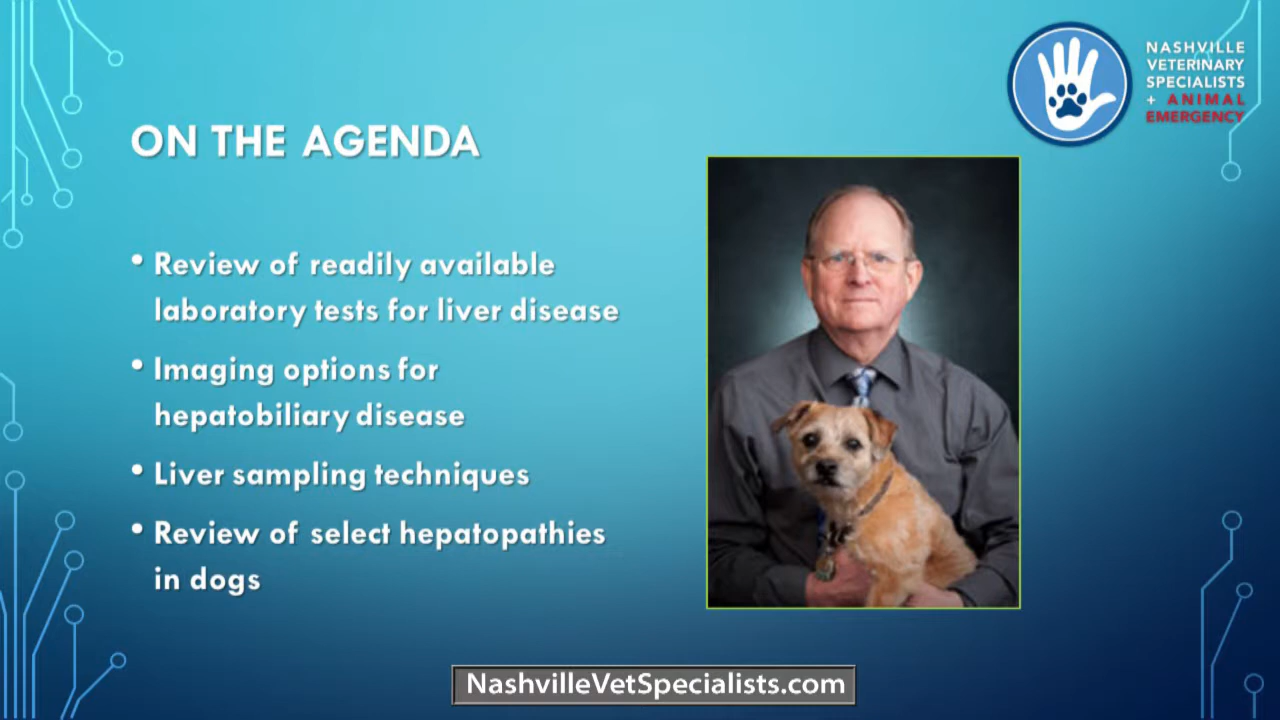 NASHVILLE
VETERINARY
SPECIALISTS
+ ANIMAL
EMERGENCY
ON THE AGENDA
• Review of readily available
laboratory tests for liver disease
• Imaging options for
hepatobiliary disease
• Liver sampling techniques
• Review of select hepatopathies
in dogs
NashvilleVetSpecialists.com